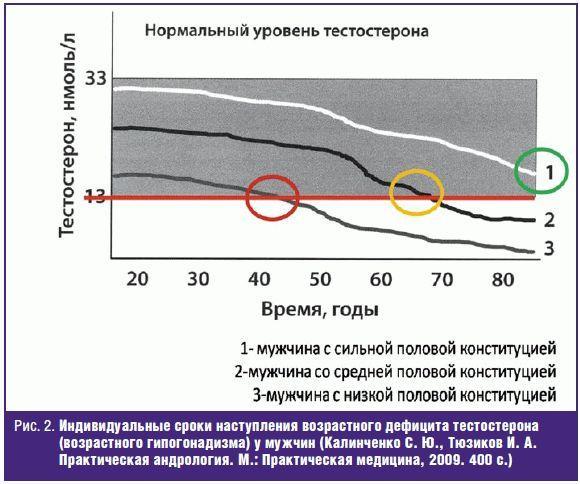 Нормальный уровень тестостерона
Тестостерон, нмоль/л
33
13
1
2
3
20 30 40 50 60 70 80
Время, годы
1- мужчина с сильной половой конституцией
2-мужчина со средней половой конституцией
3-мужчина с низкой половой конституцией
Рис. 2. Индивидуальные сроки наступления возрастного дефицита тестостерона
(возрастного гипогонадизма) у мужчин (Калинченко С. Ю., Тюзиков И. А.
Практическая андрология. М.: Практическая медицина, 2009. 400 с.)